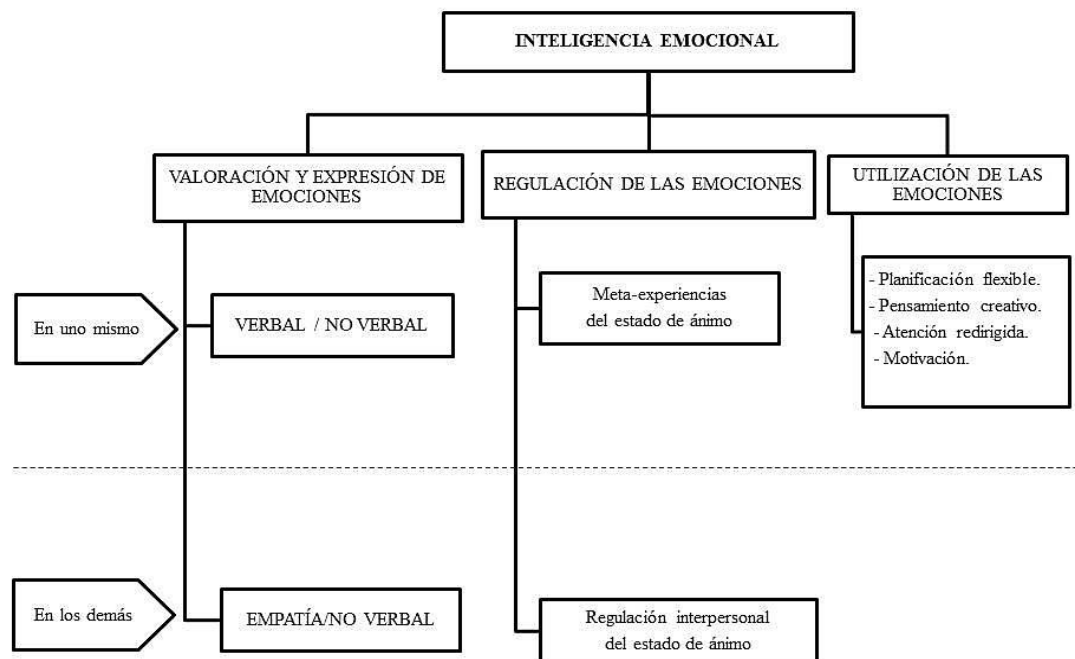 INTELIGENCIA EMOCIONAL
VALORACIÓN Y EXPRESIÓN DE
EMOCIONES
REGULACIÓN DE LAS EMOCIONES
UTILIZACIÓN DE LAS
EMOCIONES
En uno mismo
VERBAL / NO VERBAL
Meta-experiencias
del estado de ánimo
- Planificación flexible.
- Pensamiento creativo.
- Atención redirigida.
- Motivación.
En los demás
EMPATÍA/NO VERBAL
Regulación interpersonal
del estado de ánimo